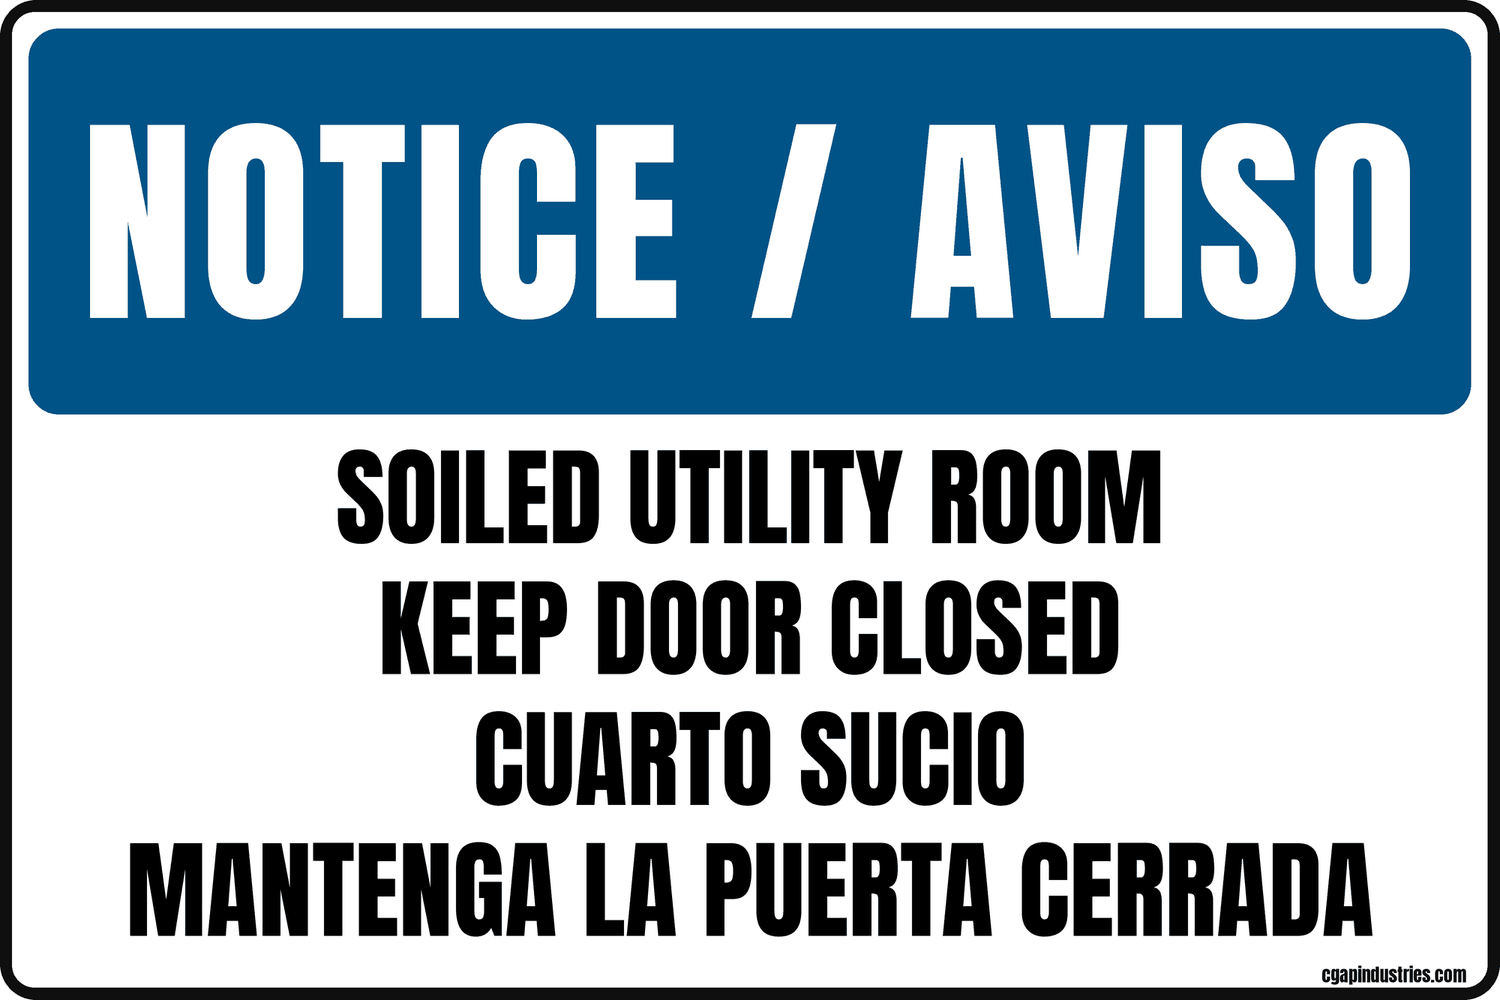 NOTICE / AVISO
SOILED UTILITY ROOM
KEEP DOOR CLOSED
CUARTO SUCIO
MANTENGA LA PUERTA CERRADA
cgapindustries.com